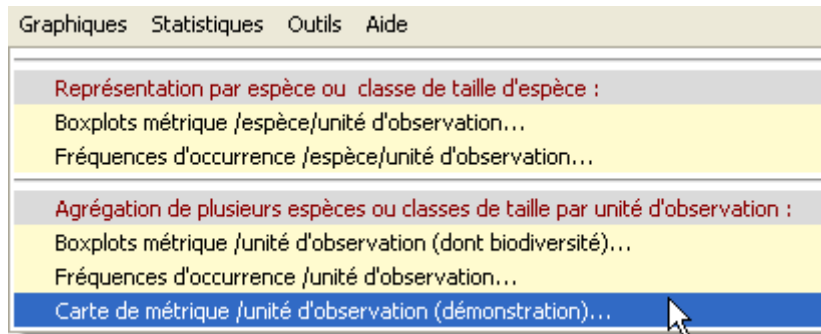 Graphiques Statistiques Outils Aide
Représentation par espèce ou classe de taille d'espèce :
Boxplots métrique /espèce/unité d'observation...
Fréquences d'occurrence /espèce/unité d'observation...
Agrégation de plusieurs espèces ou classes de taille par unité d'observation :
Boxplots métrique /unité d'observation (dont biodiversité)...
Fréquences d'occurrence /unité d'observation...
Carte de métrique /unité d'observation (démonstration)...